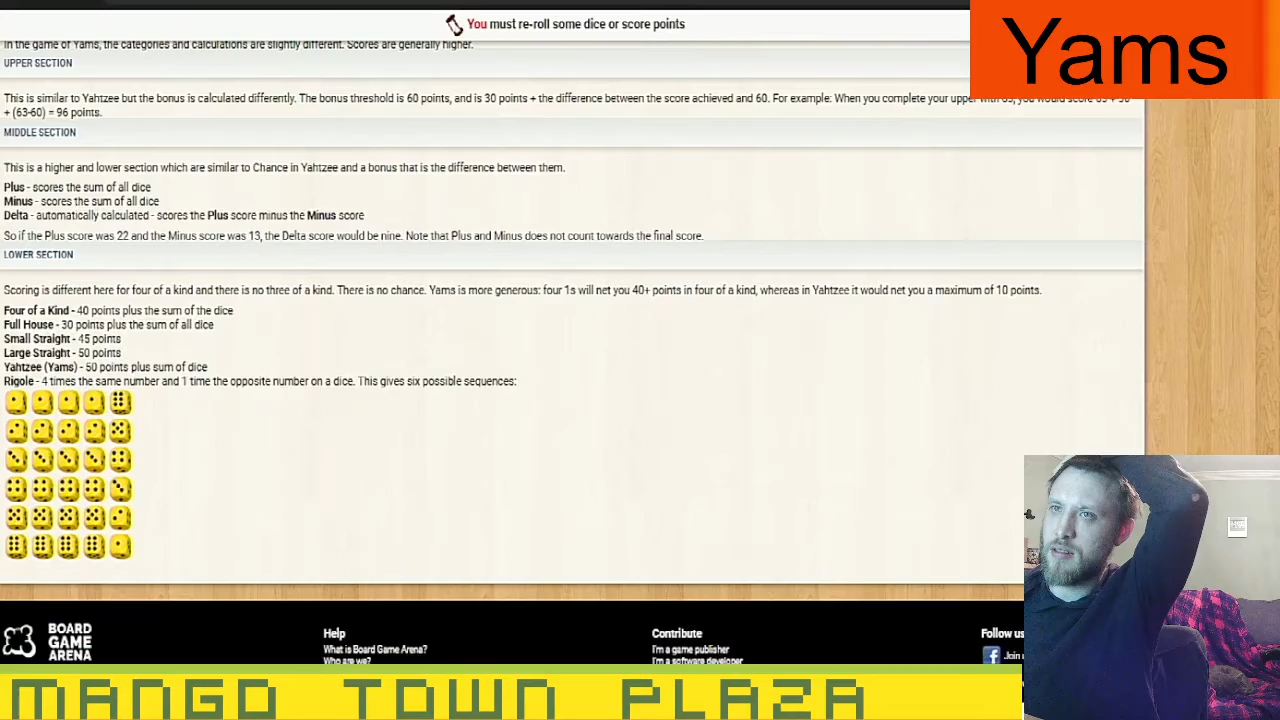 You must re-roll some dice or score points
Yams
In the game of Yams, the categories and calculations are slightly different. Scores are generally higher.
UPPER SECTION
This is similar to Yahtzee but the bonus is calculated differently. The bonus threshold is 60 points, and is 30 points + the difference between the score achieved and 60. For example: When you complete your upper with 63, you would score 63 + 30
+ (63-60) = 96 points.
MIDDLE SECTION
This is a higher and lower section which are similar to Chance in Yahtzee and a bonus that is the difference between them.
Plus - scores the sum of all dice
Minus - scores the sum of all dice
Delta - automatically calculated - scores the Plus score minus the Minus score
So if the Plus score was 22 and the Minus score was 13, the Delta score would be nine. Note that Plus and Minus does not count towards the final score.
LOWER SECTION
Scoring is different here for four of a kind and there is no three of a kind. There is no chance. Yams is more generous: four 1s will net you 40+ points in four of a kind, whereas in Yahtzee it would net you a maximum of 10 points.
Four of a Kind - 40 points plus the sum of the dice
Full House - 30 points plus the sum of all dice
Small Straight - 45 points
Large Straight - 50 points
Yahtzee (Yams) - 50 points plus sum of dice
Rigole - 4 times the same number and 1 time the opposite number on a dice. This gives six possible sequences:
BOARD
GAME
ARENA
Help
What is Board Game Arena?
Who are we?
Contribute
I'm a game publisher
I'm a software developer
Follow us
Join
MANGO TOWN PLAZA